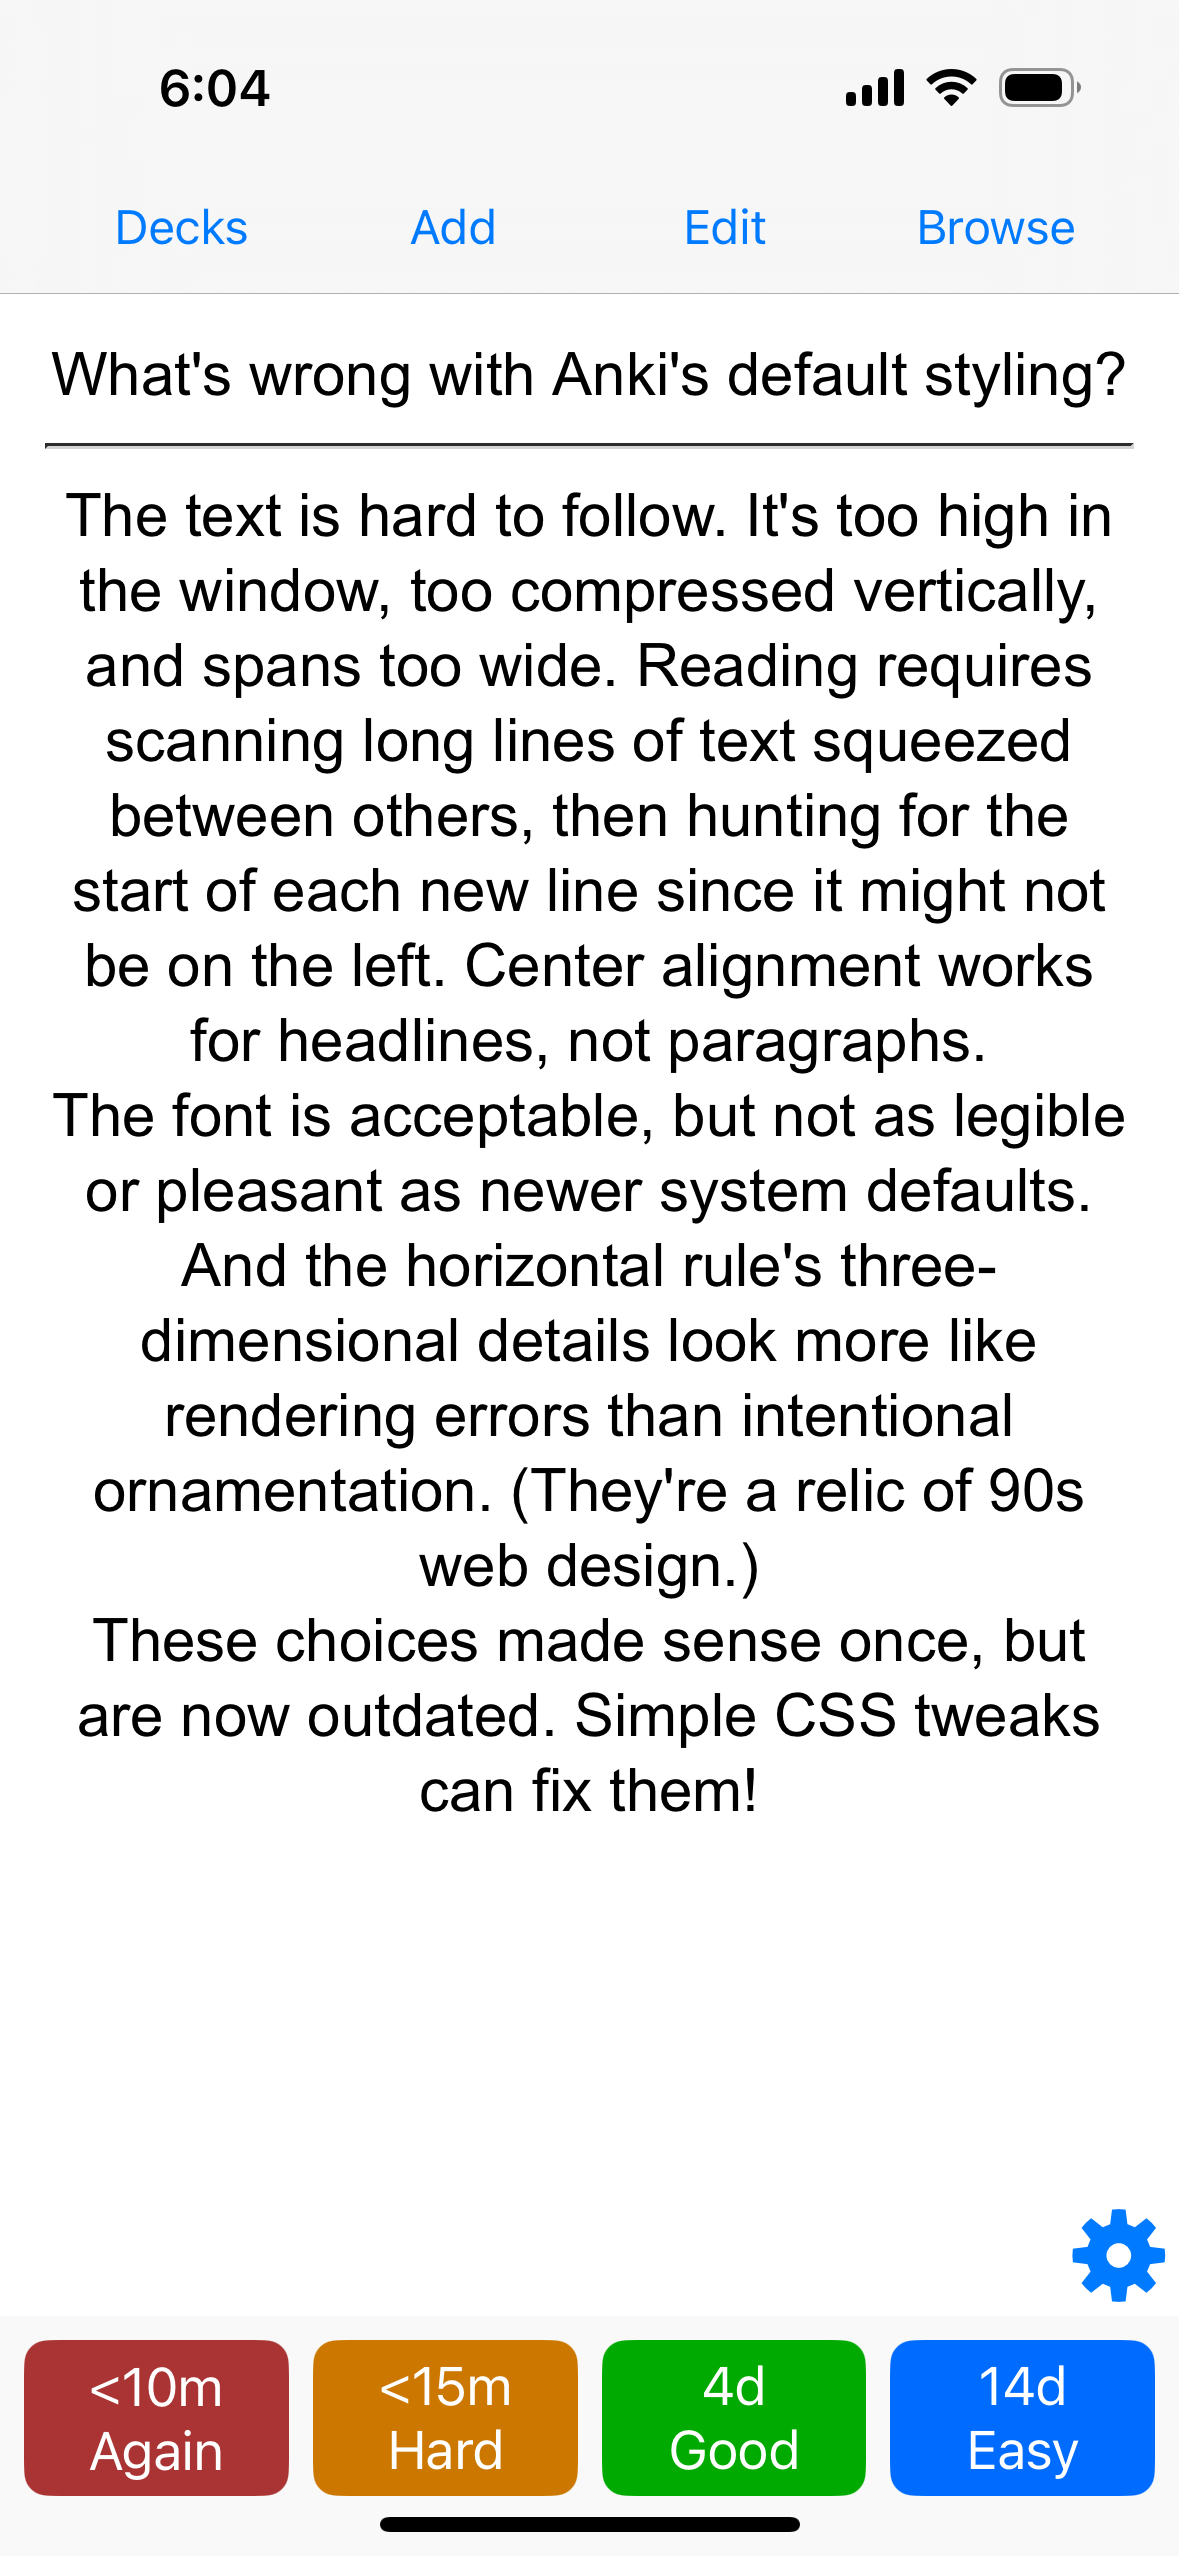 6:04
Decks Add Edit Browse
What's wrong with Anki's default styling?
The text is hard to follow. It's too high in
the window, too compressed vertically,
and spans too wide. Reading requires
scanning long lines of text squeezed
between others, then hunting for the
start of each new line since it might not
be on the left. Center alignment works
for headlines, not paragraphs.
The font is acceptable, but not as legible
or pleasant as newer system defaults.
And the horizontal rule's three-
dimensional details look more like
rendering errors than intentional
ornamentation. (They're a relic of 90s
web design.)
These choices made sense once, but
are now outdated. Simple CSS tweaks
can fix them!
<10m <15m 4d 14d
Again Hard Good Easy